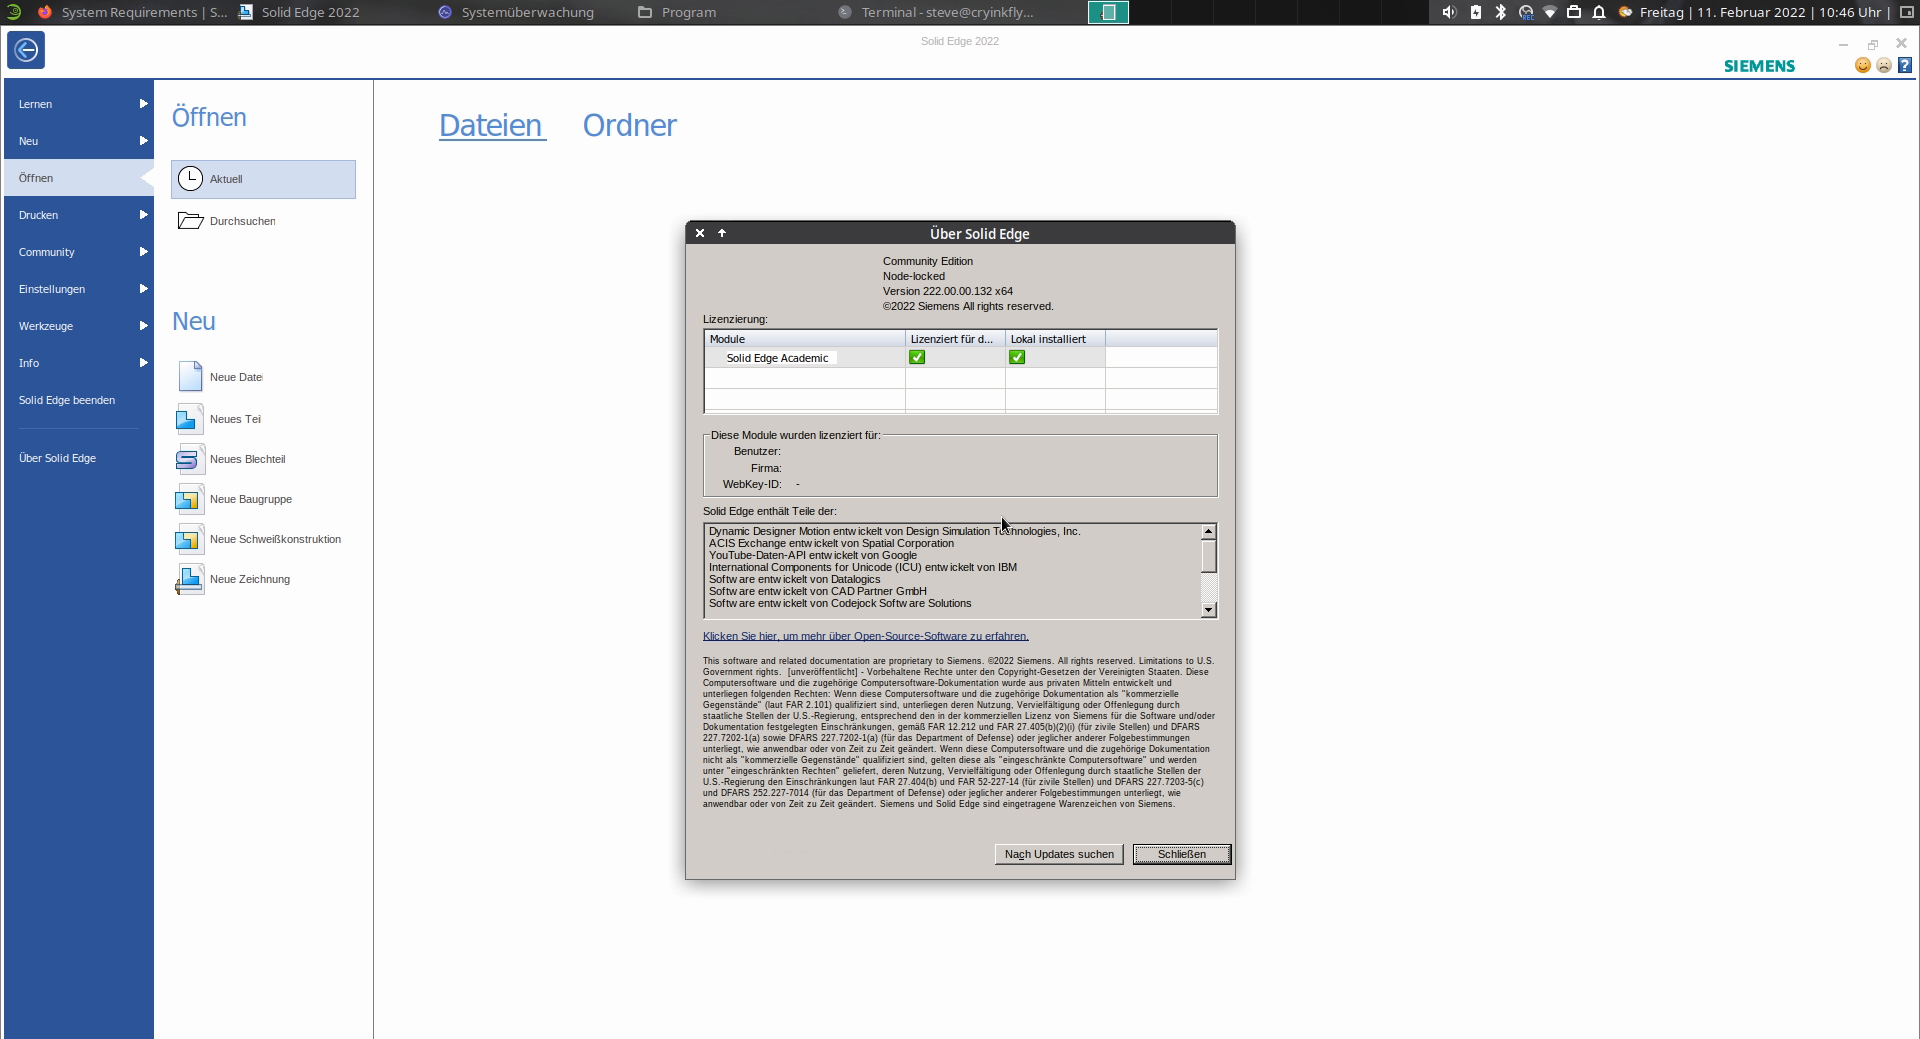 System Requirements | S...
Solid Edge 2022
Systemüberwachung
Program
Terminal - steve@cryinkfly...
REC
Freitag | 11. Februar 2022 | 10:46 Uhr |
Solid Edge 2022
SIEMENS
?
Lernen
Neu
Öffnen
Drucken
Community
Einstellungen
Werkzeuge
Info
Solid Edge beenden
Über Solid Edge
Öffnen
Aktuell
Durchsuchen
Neu
Neue Datei
Neues Tei
Neues Blechteil
Neue Baugruppe
Neue Schweißkonstruktion
Neue Zeichnung
Dateien
Ordner
Über Solid Edge
Community Edition
Node-locked
Version 222.00.00.132 x64
©2022 Siemens All rights reserved.
Lizenzierung:
Module
Lizenziert für d...
Lokal installiert
Solid Edge Academic
Diese Module wurden lizenziert für:
Benutzer:
Firma:
WebKey-ID: -
Solid Edge enthält Teile der:
Dynamic Designer Motion entwickelt von Design Simulation Technologies, Inc.
ACIS Exchange entwickelt von Spatial Corporation
YouTube-Daten-API entwickelt von Google
International Components for Unicode (ICU) entwickelt von IBM
Software entwickelt von Datalogics
Software entwickelt von CAD Partner GmbH
Software entwickelt von Codejock Software Solutions
Klicken Sie hier, um mehr über Open-Source-Software zu erfahren.
This software and related documentation are proprietary to Siemens. ©2022 Siemens. All rights reserved. Limitations to U.S.
Government rights. [unveröffentlicht] - Vorbehaltene Rechte unter den Copyright-Gesetzen der Vereinigten Staaten. Diese
Computersoftware und die zugehörige Computersoftware-Dokumentation wurde aus privaten Mitteln entwickelt und
unterliegen folgenden Rechten: Wenn diese Computersoftware und die zugehörige Dokumentation als "kommerzielle
Gegenstände" (laut FAR 2.101) qualifiziert sind, unterliegen deren Nutzung, Vervielfältigung oder Offenlegung durch
staatliche Stellen der U.S.-Regierung, entsprechend den in der kommerziellen Lizenz von Siemens für die Software und/oder
Dokumentation festgelegten Einschränkungen, gemäß FAR 12.212 und FAR 27.405(b)(2)(i) (für zivile Stellen) und DFARS
227.7202-1(a) sowie DFARS 227.7202-1(a) (für das Department of Defense) oder jeglicher anderer Folgebestimmungen
unterliegt, wie anwendbar oder von Zeit zu Zeit geändert. Wenn diese Computersoftware und die zugehörige Dokumentation
nicht als "kommerzielle Gegenstände" qualifiziert sind, gelten diese als "eingeschränkte Computersoftware" und werden
unter "eingeschränkten Rechten" geliefert, deren Nutzung, Vervielfältigung oder Offenlegung durch staatliche Stellen der
U.S.-Regierung den Einschränkungen laut FAR 27.404(b) und FAR 52-227-14 (für zivile Stellen) und DFARS 227.7203-5(c)
und DFARS 252.227-7014 (für das Department of Defense) oder jeglicher anderer Folgebestimmungen unterliegt, wie
anwendbar oder von Zeit zu Zeit geändert. Siemens und Solid Edge sind eingetragene Warenzeichen von Siemens.
Nach Updates suchen
Schließen